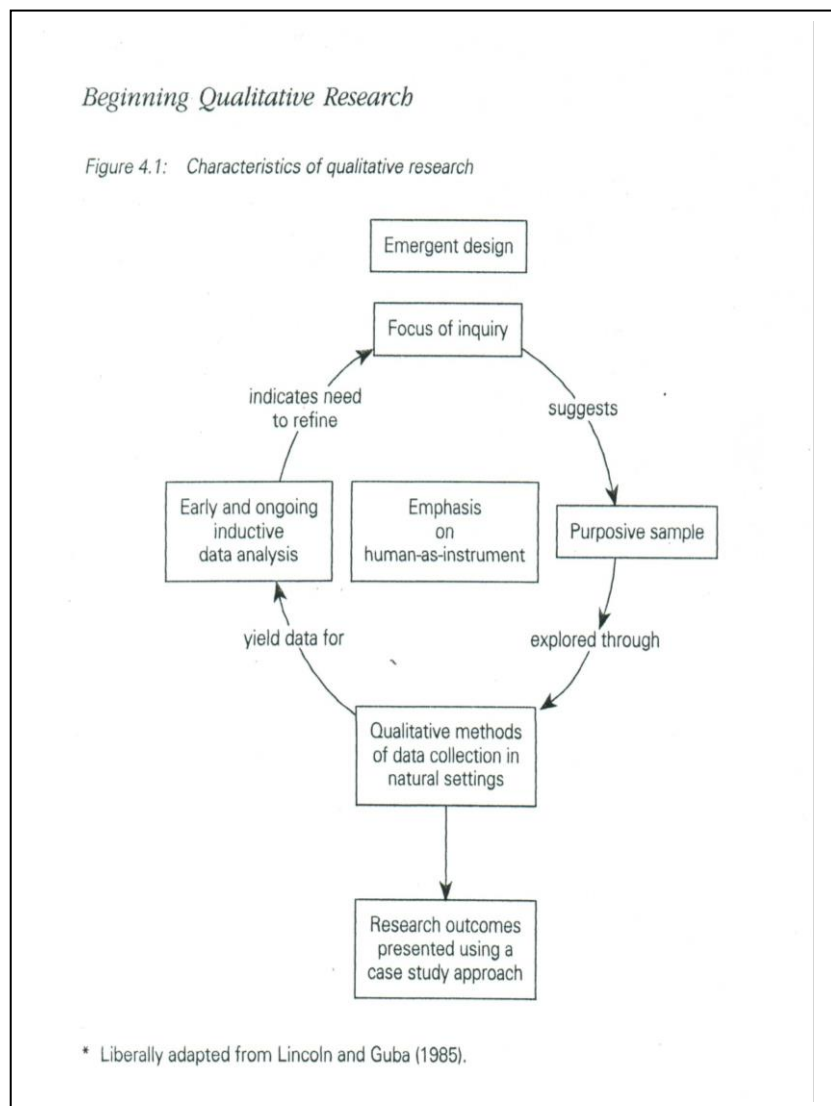 Beginning Qualitative Research
Figure 4.1: Characteristics of qualitative research
Emergent design
Focus of inquiry
indicates need
to refine
suggests
Early and ongoing
inductive
data analysis
Emphasis
on
human-as-instrument
Purposive sample
yield data for
explored through
Qualitative methods
of data collection in
natural settings
Research outcomes
presented using a
case study approach
* Liberally adapted from Lincoln and Guba (1985).